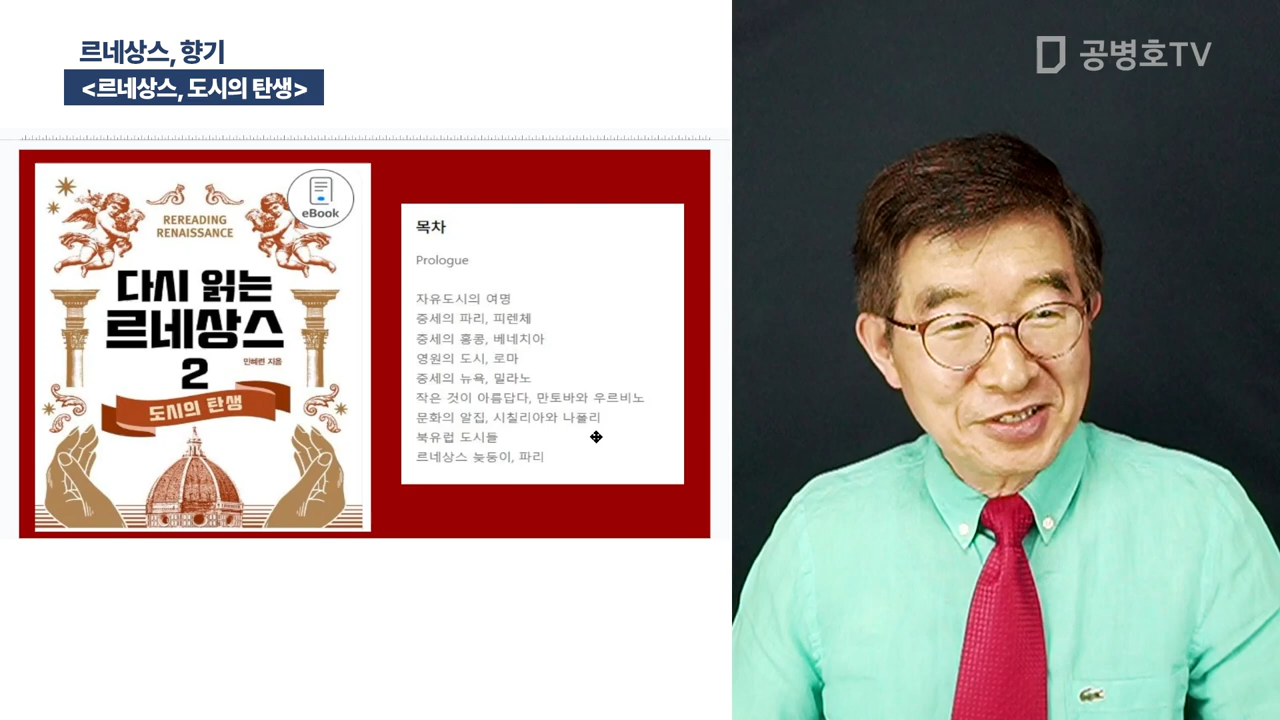 르네상스, 향기
<르네상스, 도시의 탄생>
공병호TV
eBook
REREADING
RENAISSANCE
다시 읽는
르네상스
2
민혜련 지음
도시의 탄생
목차
Prologue
자유도시의 여명
중세의 파리, 피렌체
중세의 홍콩, 베네치아
영원의 도시, 로마
중세의 뉴욕, 밀라노
작은 것이 아름답다, 만토바와 우르비노
문화의 알집, 시칠리아와 나폴리
북유럽 도시들
르네상스 늦둥이, 파리